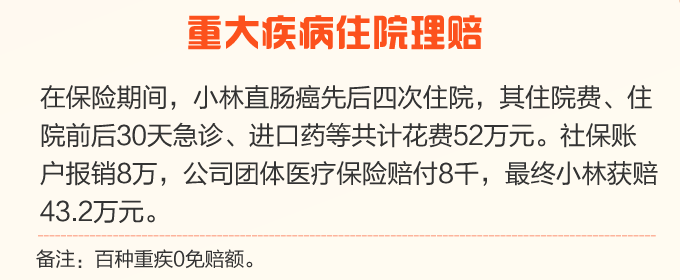 重大疾病住院理赔
在保险期间，小林直肠癌先后四次住院，其住院费、住
院前后30天急诊、进口药等共计花费52万元。社保账
户报销8万，公司团体医疗保险赔付8千，最终小林获赔
43.2万元。
备注：百种重疾0免赔额。